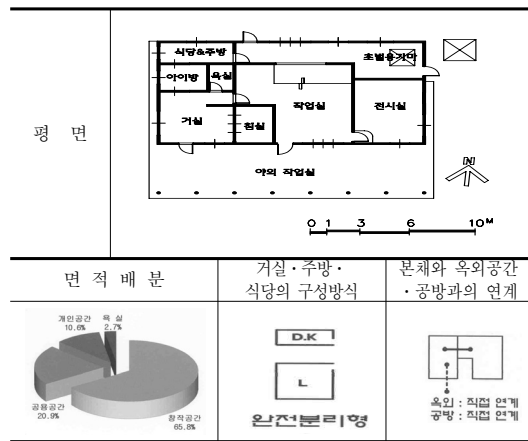 평 면
식당&주방
초벌용가마
아이방 욕실
작업실
전시실
거실
침실
야외 작업실
N
0 1 3 6 10M
면 적 배 분
거실·주방·
식당의 구성방식
본채와 옥외공간
·공방과의 연계
개인공간
10.6%
욕 실
2.7%
공용공간
20.9%
창작공간
65.8%
D.K
L
완전분리형
옥외 : 직접 연계
공방 : 직접 연계